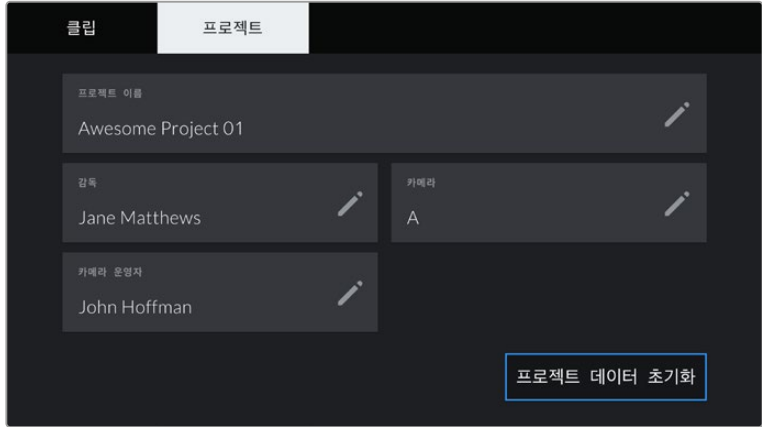 클립
프로젝트
프로젝트 이름
Awesome Project 01
감독
Jane Matthews
카메라
A
카메라 운영자
John Hoffman
프로젝트 데이터 초기화